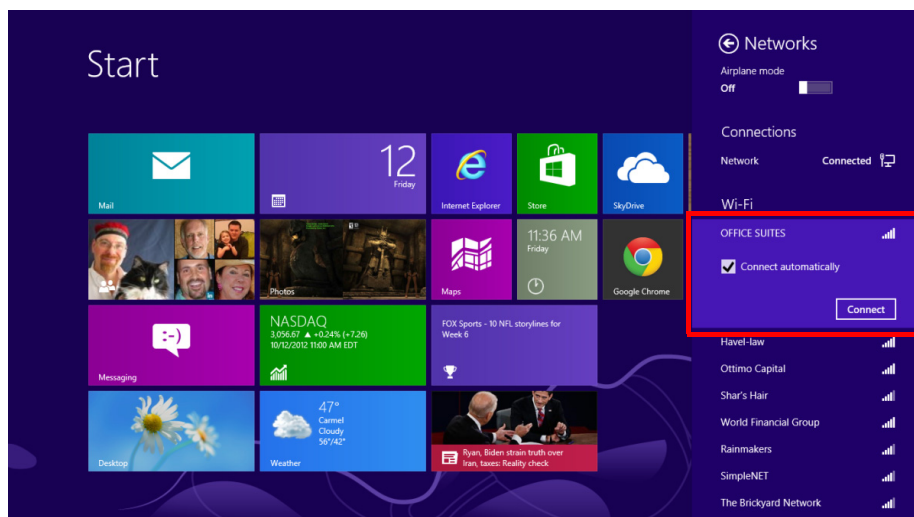 Start
Mail
12
Friday
Internet Explorer
Store
SkyDrive
Photos
Maps
11:36 AM
Friday
Google Chrome
:-)
Messaging
NASDAQ
3,056.67 ▲ +0.24% (+7.26)
10/12/2012 11:00 AM EDT
FOX Sports - 10 NFL storylines for
Week 6
Desktop
47°
Carmel
Cloudy
56°/42°
Weather
Ryan, Biden strain truth over
Iran, taxes: Reality check
Networks
Airplane mode
Off
Connections
Network Connected
Wi-Fi
OFFICE SUITES
Connect automatically
Connect
Havel-law
Ottimo Capital
Shar's Hair
World Financial Group
Rainmakers
SimpleNET
The Brickyard Network